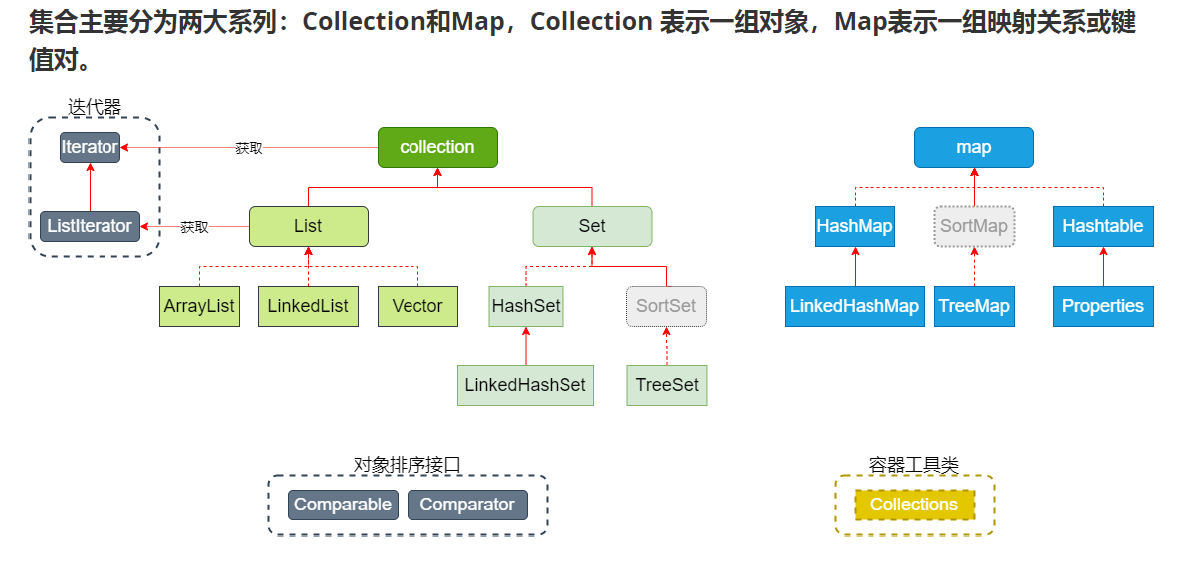 集合主要分为两大系列：Collection和Map，Collection 表示一组对象，Map表示一组映射关系或键
值对。
迭代器
Iterator
获取
collection
map
ListIterator
获取
List
Set
HashMap
SortMap
Hashtable
ArrayList
LinkedList
Vector
HashSet
SortSet
LinkedHashMap
TreeMap
Properties
LinkedHashSet
TreeSet
对象排序接口
容器工具类
Comparable
Comparator
Collections